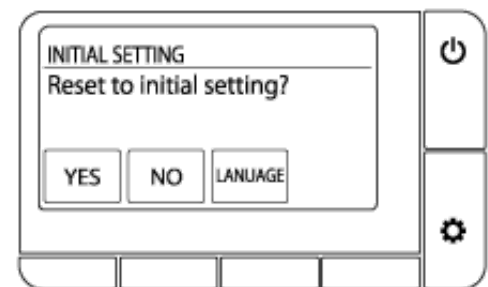 INITIAL SETTING
Reset to initial setting?
YES NO LANUAGE